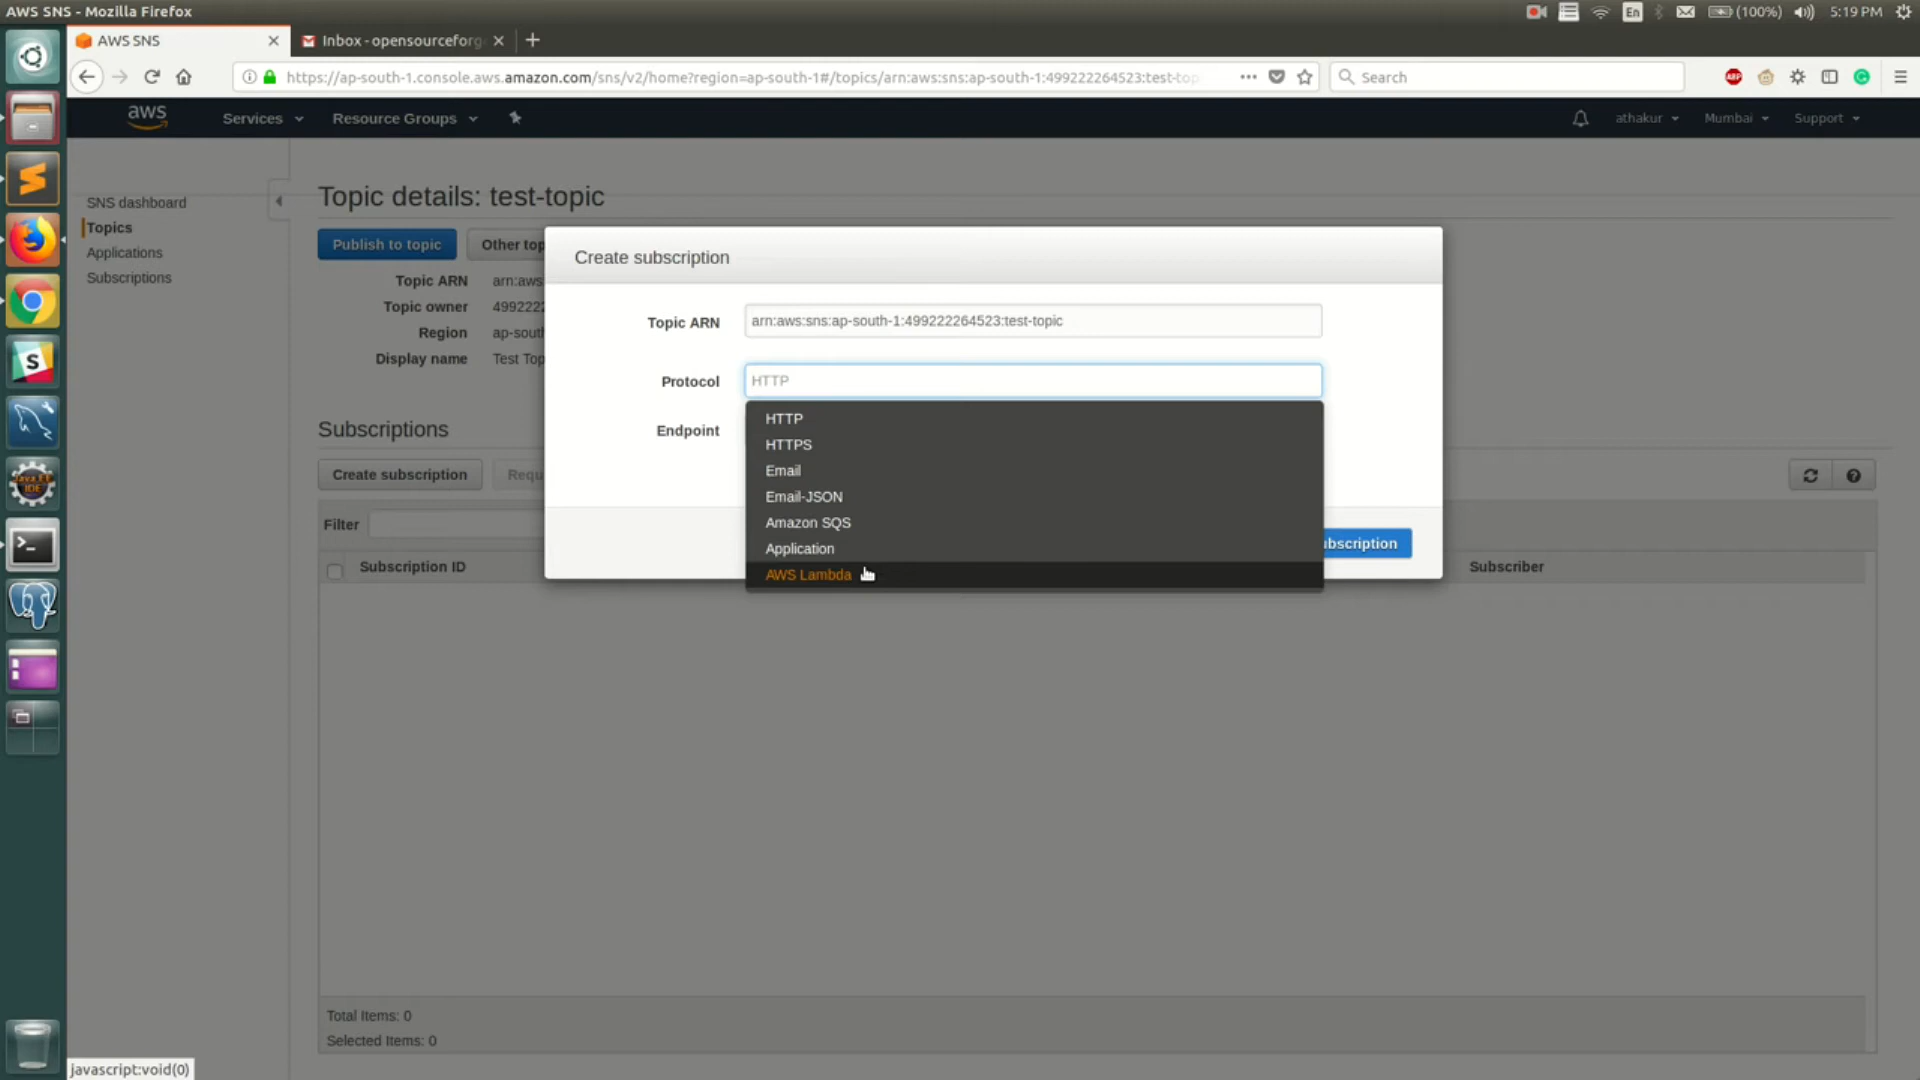 AWS SNS - Mozilla Firefox
En
(100%)
5:19 PM
AWS SNS
Inbox - opensourceforg
https://ap-south-1.console.aws.amazon.com/sns/v2/home?region=ap-south-1#/topics/arn:aws:sns:ap-south-1:499222264523:test-top
Search
ABP
aws
Services
Resource Groups
athakur
Mumbai
Support
SNS dashboard
Topics
Applications
Subscriptions
Topic details: test-topic
Publish to topic
Other top
Topic ARN
arn:aws
Topic owner
499222
Region
ap-sout
Display name
Test Top
Subscriptions
Create subscription
Requ
Filter
Subscription ID
Subscriber
Create subscription
Topic ARN
arn:aws:sns:ap-south-1:499222264523:test-topic
Protocol
HTTP
Endpoint
HTTP
HTTPS
Email
Email-JSON
Amazon SQS
Application
AWS Lambda
ubscription
Total Items: 0
Selected Items: 0
javascript:void(0)
Java EE
IDE